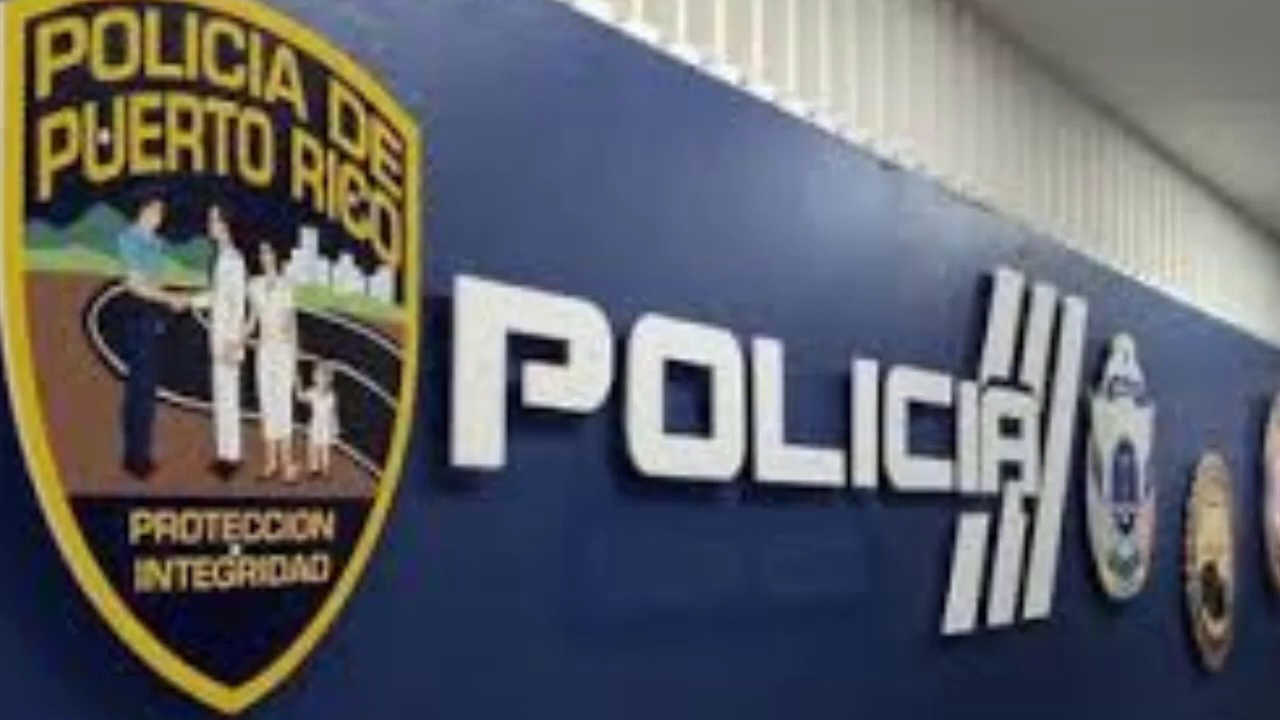 POLICIA DE
PUERTO RICO
PROTECCION
INTEGRIDAD
POLICIA